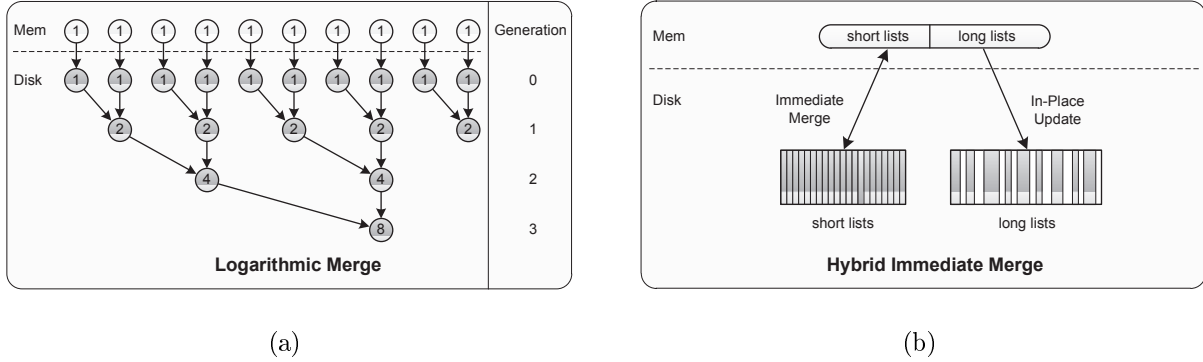 Mem 1 1 1 1 1 1 1 1 1 1 Generation
Disk 1 1 1 1 1 1 1 1 1 1 0
2 2 2 2 2 1
4 4 2
8 3
Logarithmic Merge
(a)
Mem short lists long lists
Disk
Immediate Merge
In-Place Update
short lists long lists
Hybrid Immediate Merge
(b)